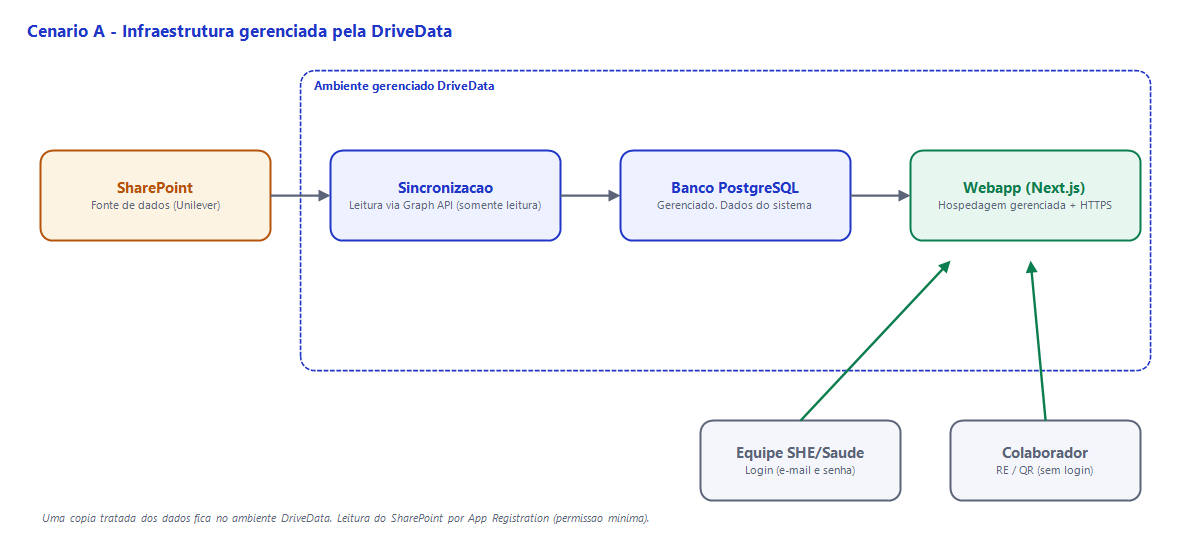 Cenario A - Infraestrutura gerenciada pela DriveData
Ambiente gerenciado DriveData
SharePoint
Fonte de dados (Unilever)
Sincronizacao
Leitura via Graph API (somente leitura)
Banco PostgreSQL
Gerenciado. Dados do sistema
Webapp (Next.js)
Hospedagem gerenciada + HTTPS
Equipe SHE/Saude
Login (e-mail e senha)
Colaborador
RE / QR (sem login)
Uma copia tratada dos dados fica no ambiente DriveData. Leitura do SharePoint por App Registration (permissao minima).